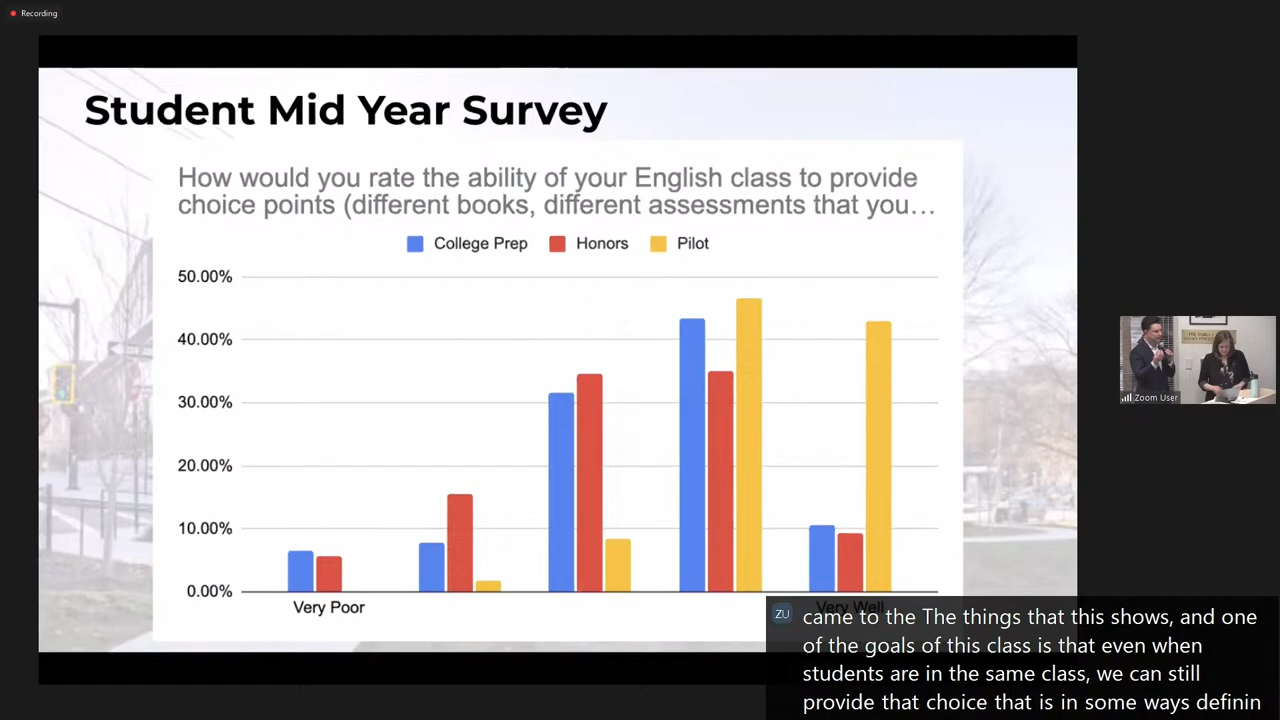 Recording
Student Mid Year Survey
How would you rate the ability of your English class to provide
choice points (different books, different assessments that you…
College Prep Honors Pilot
50.00%
40.00%
30.00%
20.00%
10.00%
0.00%
Very Poor
Very Well
Zoom User
ZU
came to the The things that this shows, and one
of the goals of this class is that even when
students are in the same class, we can still
provide that choice that is in some ways definin